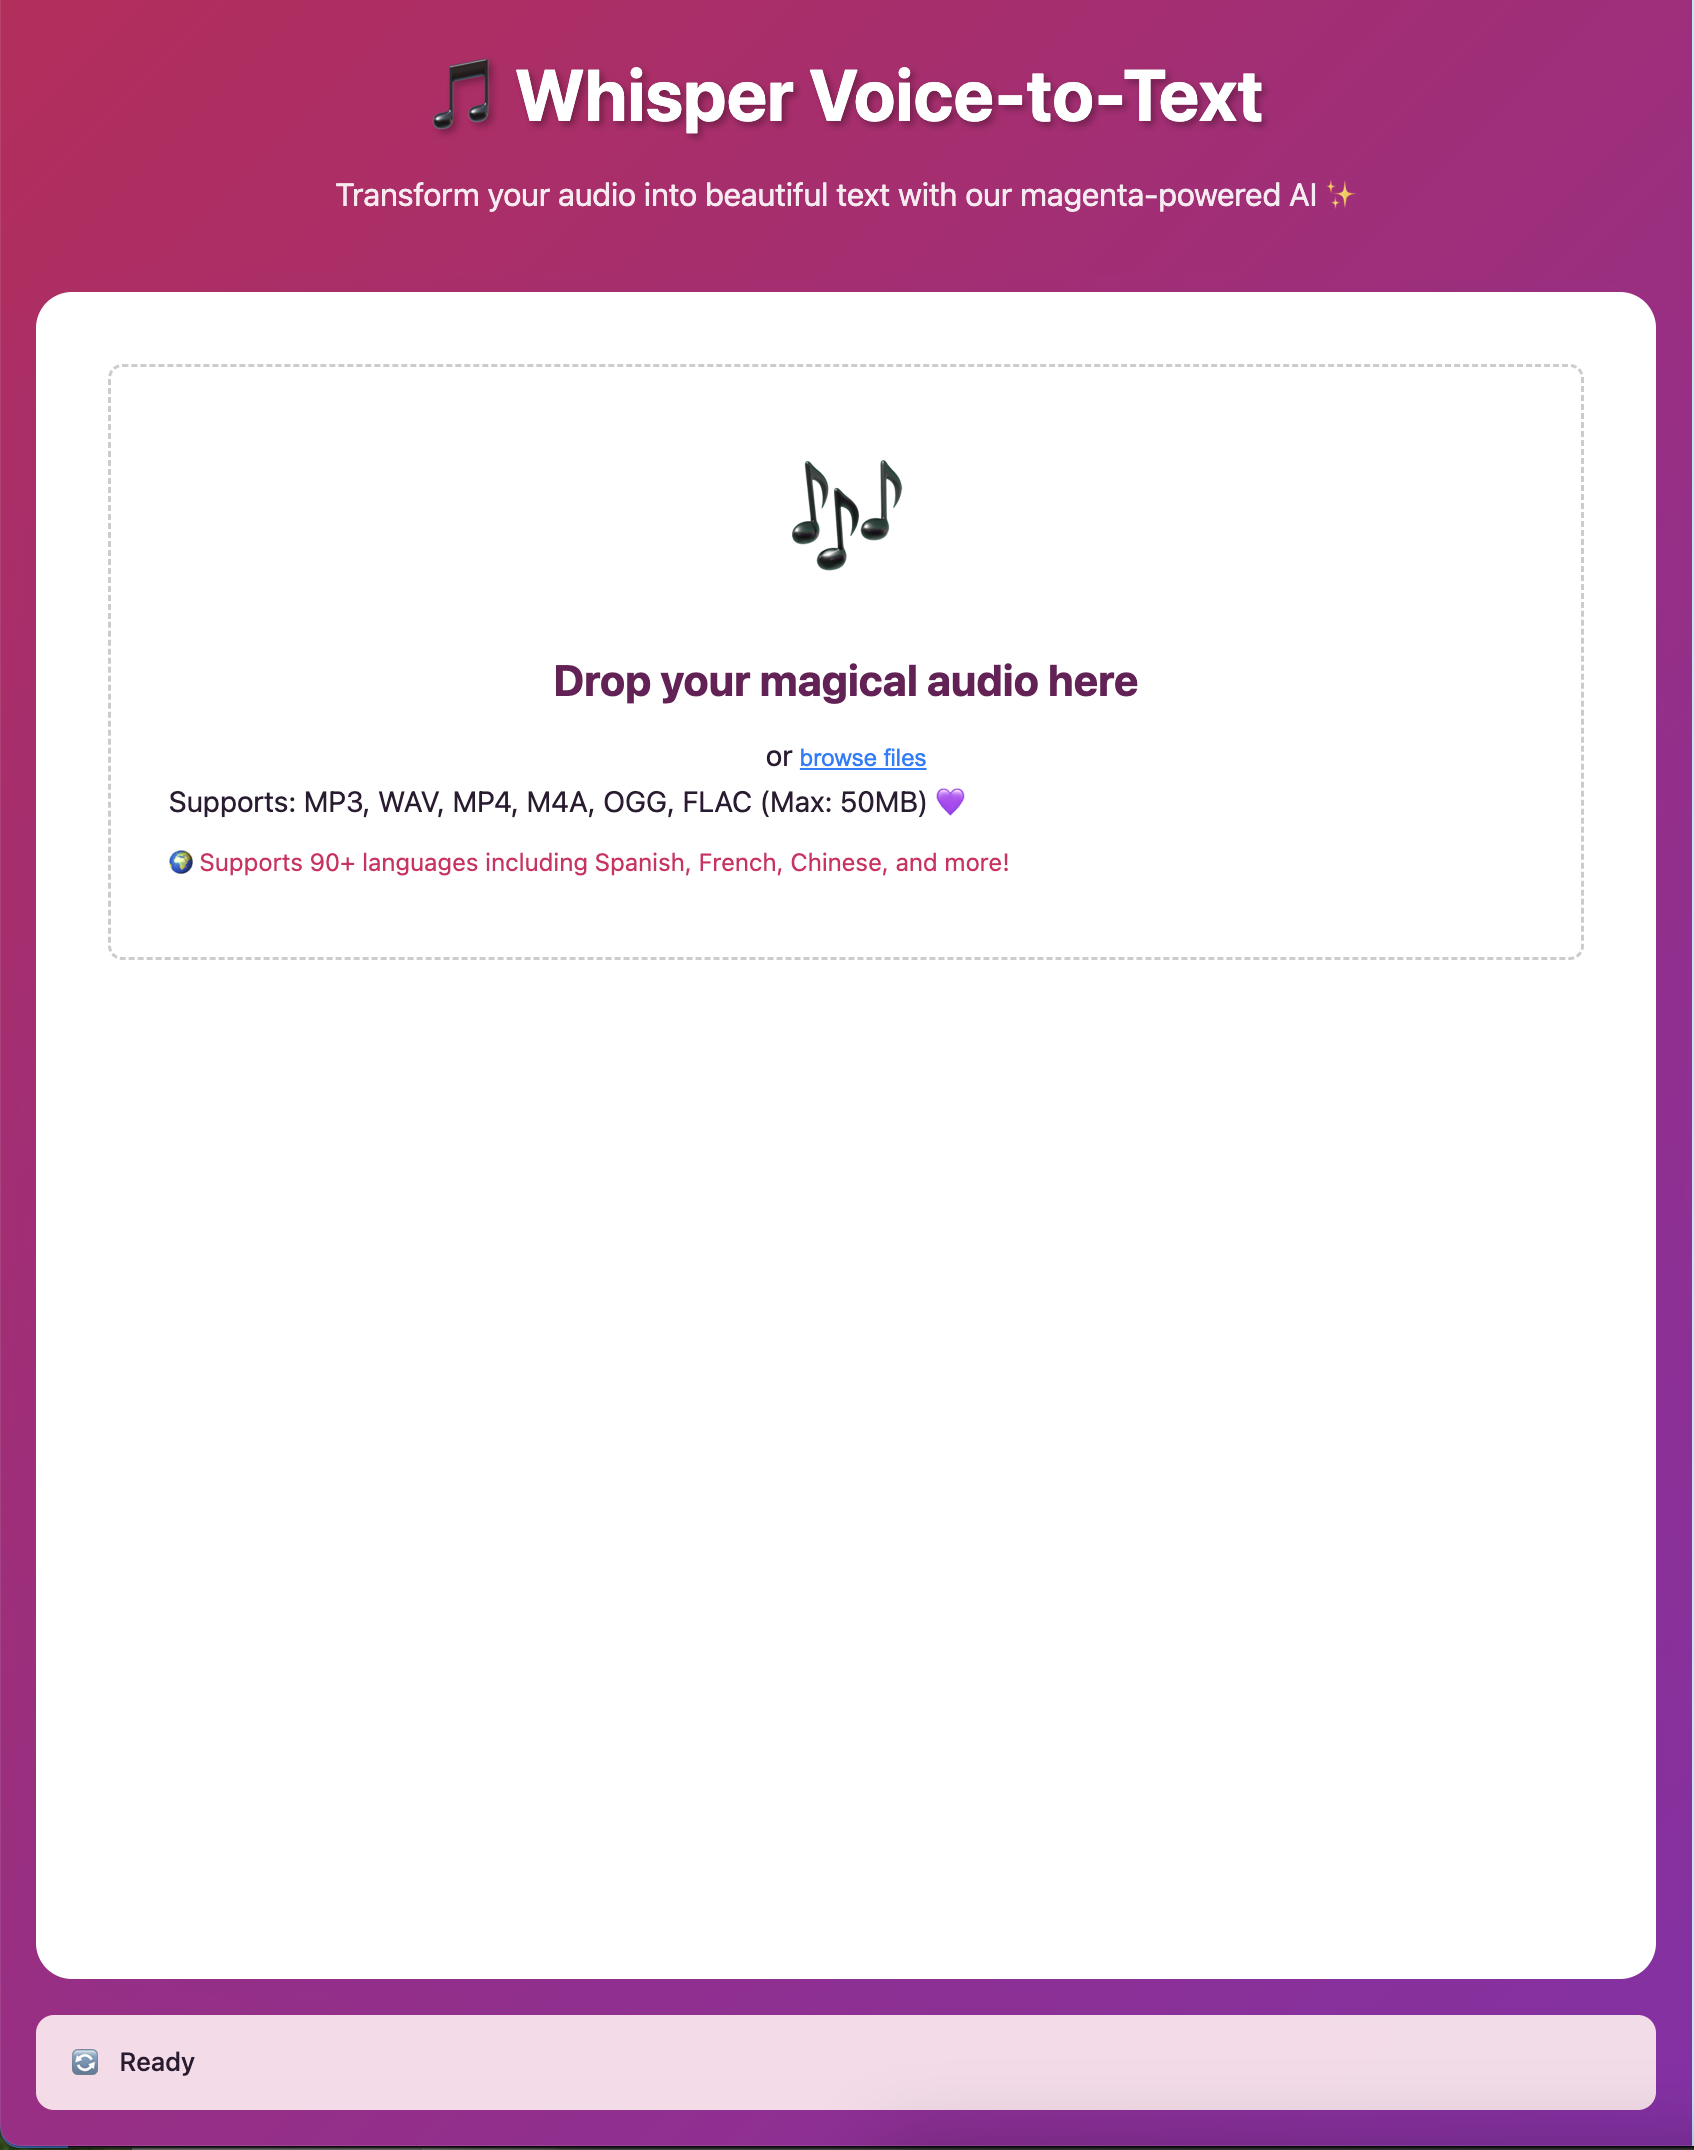 🎵 Whisper Voice-to-Text
Transform your audio into beautiful text with our magenta-powered AI ✨
🎶
Drop your magical audio here
or browse files
Supports: MP3, WAV, MP4, M4A, OGG, FLAC (Max: 50MB) 💜
🌍 Supports 90+ languages including Spanish, French, Chinese, and more!
🔄 Ready